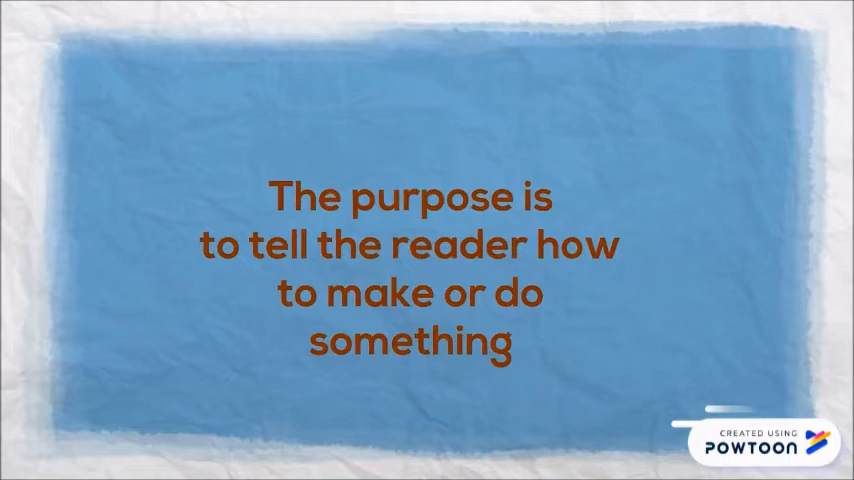 The purpose is
to tell the reader how
to make or do
something
CREATED USING
POWTOON